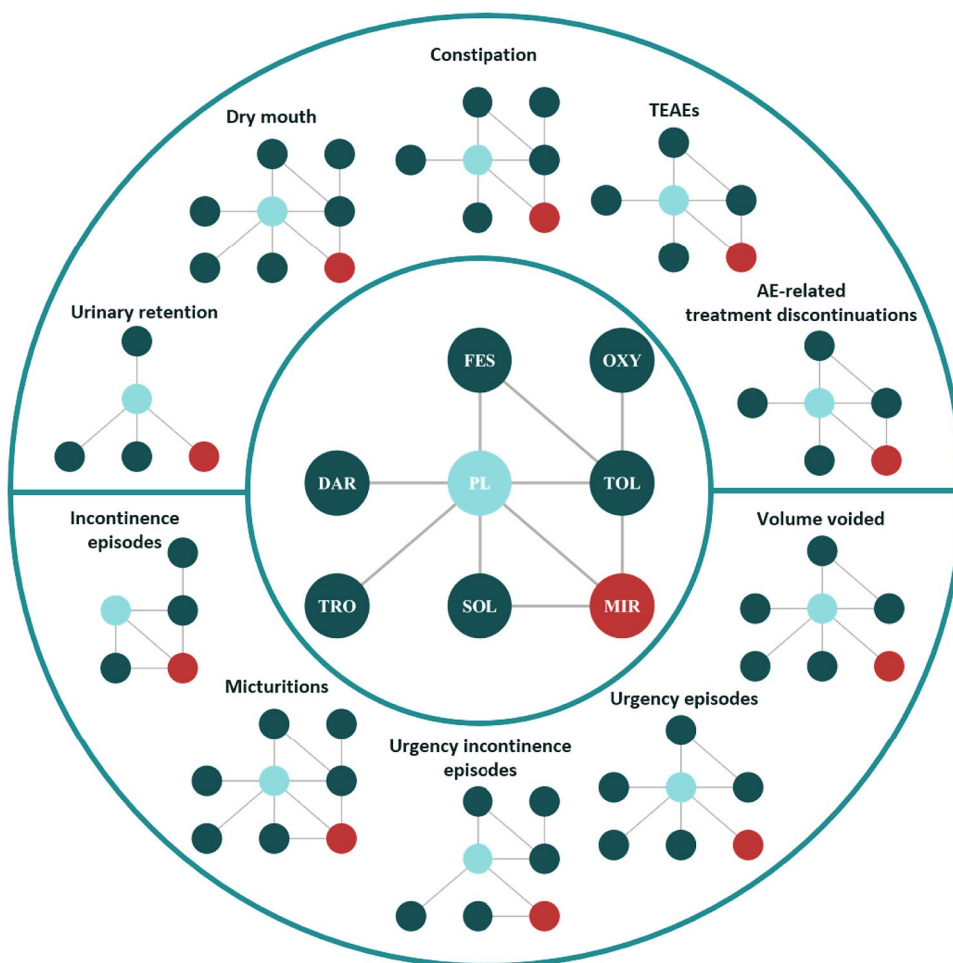 Constipation
Dry mouth
TEAEs
Urinary retention
AE-related
treatment discontinuations
FES
OXY
DAR
PL
TOL
TRO
SOL
MIR
Incontinence
episodes
Volume voided
Micturitions
Urgency episodes
Urgency incontinence
episodes